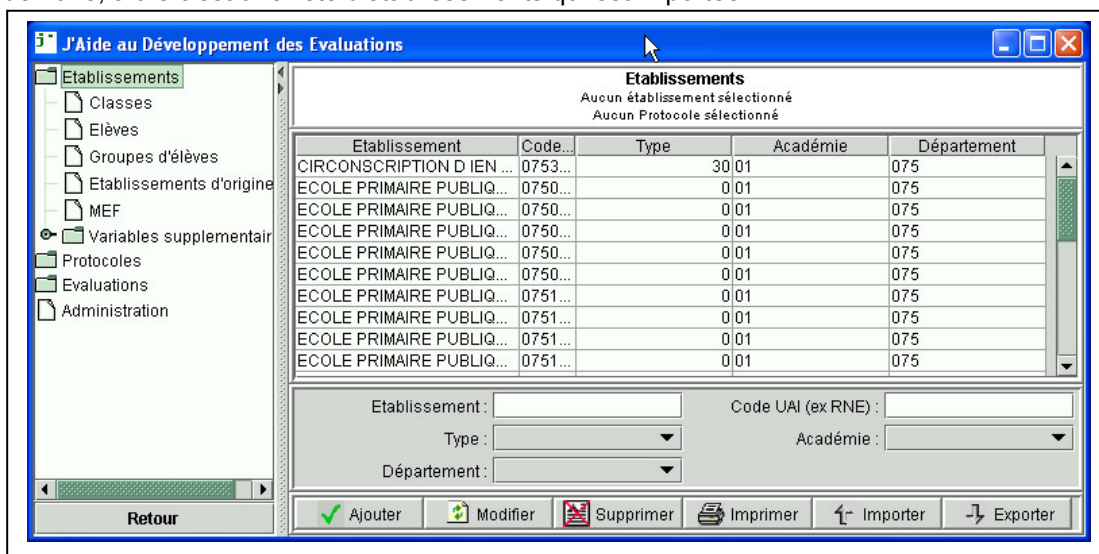 J'Aide au Développement des Evaluations
Etablissements
Classes
Elèves
Groupes d'élèves
Etablissements d'origine
MEF
Variables supplementair
Protocoles
Evaluations
Administration
Retour
Etablissements
Aucun établissement sélectionné
Aucun Protocole sélectionné
Etablissement Code... Type Académie Département
CIRCONSCRIPTION D IEN ... 0753... 30 01 075
ECOLE PRIMAIRE PUBLIQ... 0750... 0 01 075
ECOLE PRIMAIRE PUBLIQ... 0750... 0 01 075
ECOLE PRIMAIRE PUBLIQ... 0750... 0 01 075
ECOLE PRIMAIRE PUBLIQ... 0750... 0 01 075
ECOLE PRIMAIRE PUBLIQ... 0750... 0 01 075
ECOLE PRIMAIRE PUBLIQ... 0751... 0 01 075
ECOLE PRIMAIRE PUBLIQ... 0751... 0 01 075
ECOLE PRIMAIRE PUBLIQ... 0751... 0 01 075
ECOLE PRIMAIRE PUBLIQ... 0751... 0 01 075
Etablissement : Code UAI (ex RNE) :
Type : Académie :
Département :
Ajouter Modifier Supprimer Imprimer Importer Exporter